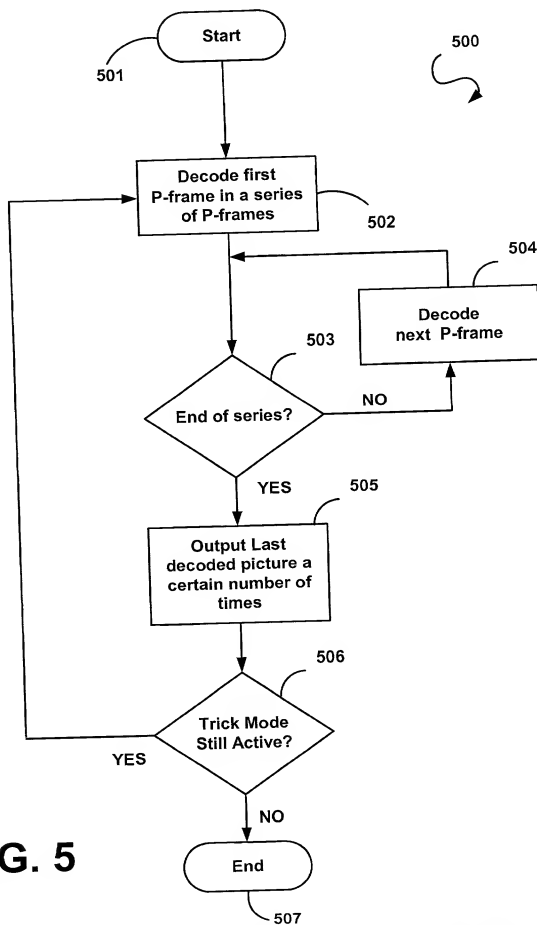 Start
501
500
Decode first
P-frame in a series
of P-frames
502
504
Decode
next P-frame
503
End of series?
NO
YES
505
Output Last
decoded picture a
certain number of
times
506
Trick Mode
Still Active?
YES
NO
G. 5
End
507